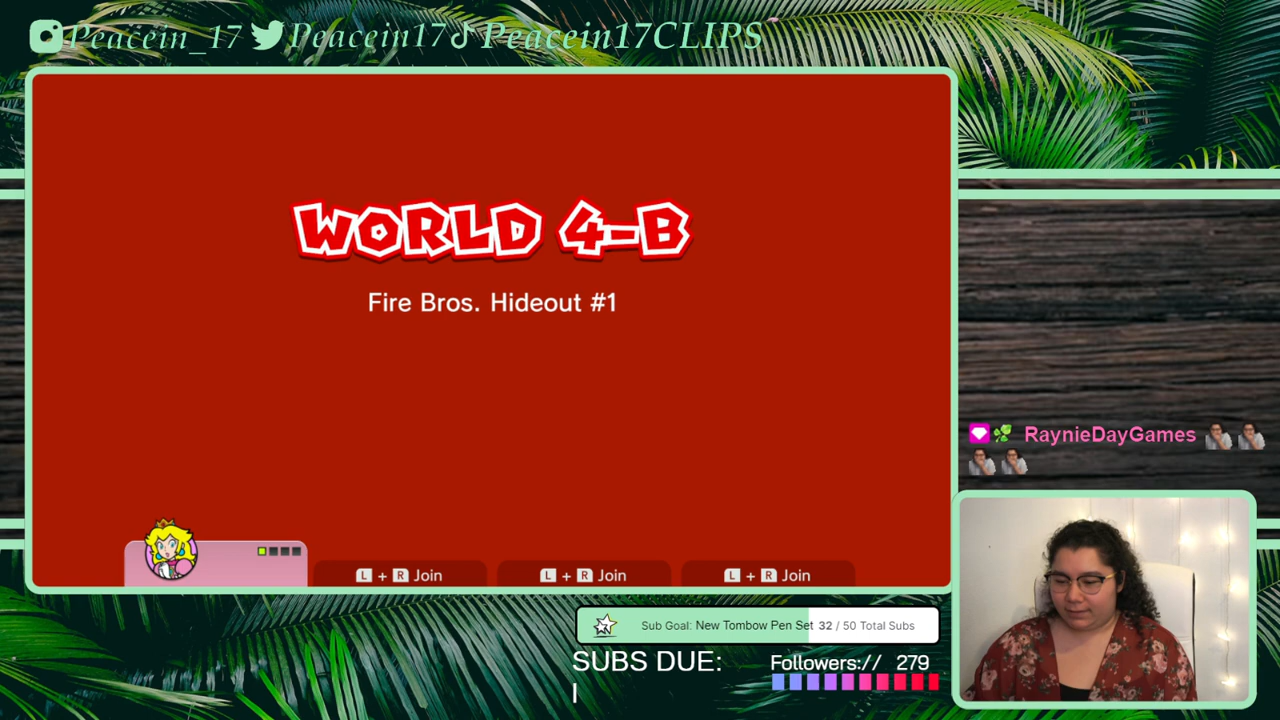 Peacein_17 Peacein17 Peacein17CLIPS
WORLD 4-B
Fire Bros. Hideout #1
L + R Join L + R Join L + R Join
RaynieDayGames
Sub Goal: New Tombow Pen Set 32 / 50 Total Subs
SUBS DUE:
I
Followers:// 279